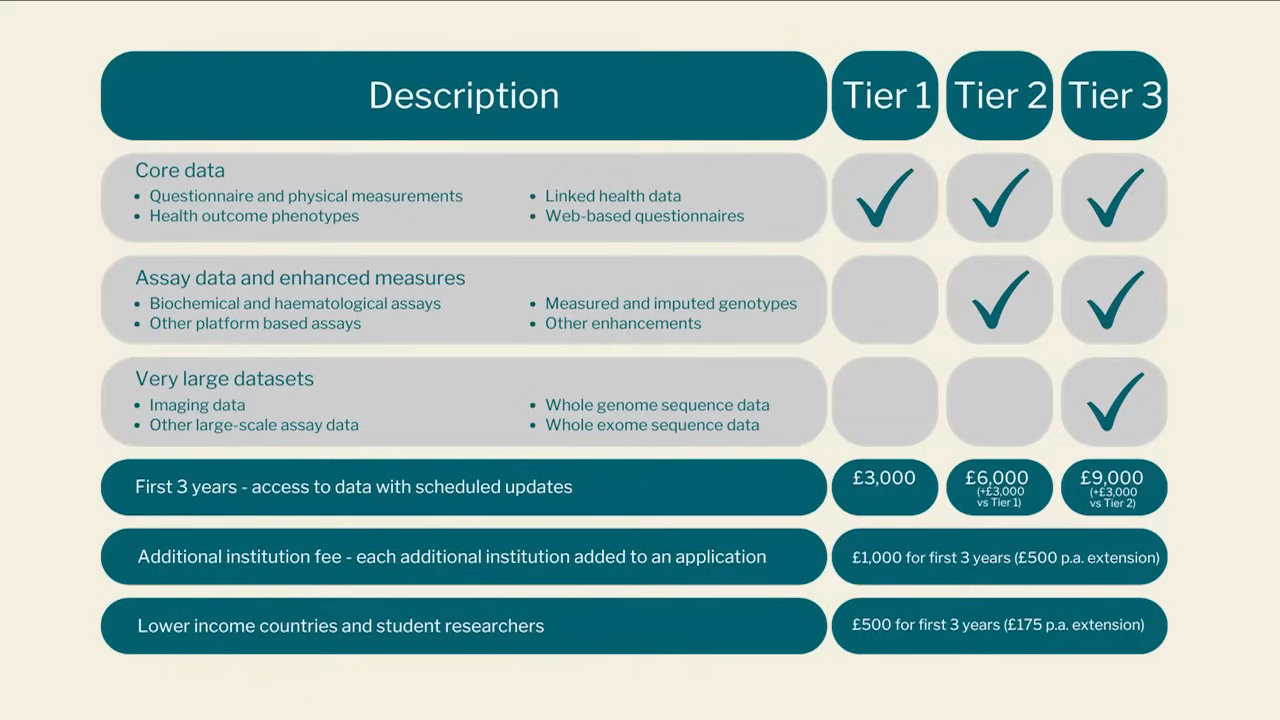 Description
Tier 1
Tier 2
Tier 3
Core data
• Questionnaire and physical measurements
• Health outcome phenotypes
• Linked health data
• Web-based questionnaires
Assay data and enhanced measures
• Biochemical and haematological assays
• Other platform based assays
• Measured and imputed genotypes
• Other enhancements
Very large datasets
• Imaging data
• Other large-scale assay data
• Whole genome sequence data
• Whole exome sequence data
First 3 years - access to data with scheduled updates
£3,000
£6,000
(+£3,000
vs Tier 1)
£9,000
(+£3,000
vs Tier 2)
Additional institution fee - each additional institution added to an application
£1,000 for first 3 years (£500 p.a. extension)
Lower income countries and student researchers
£500 for first 3 years (£175 p.a. extension)